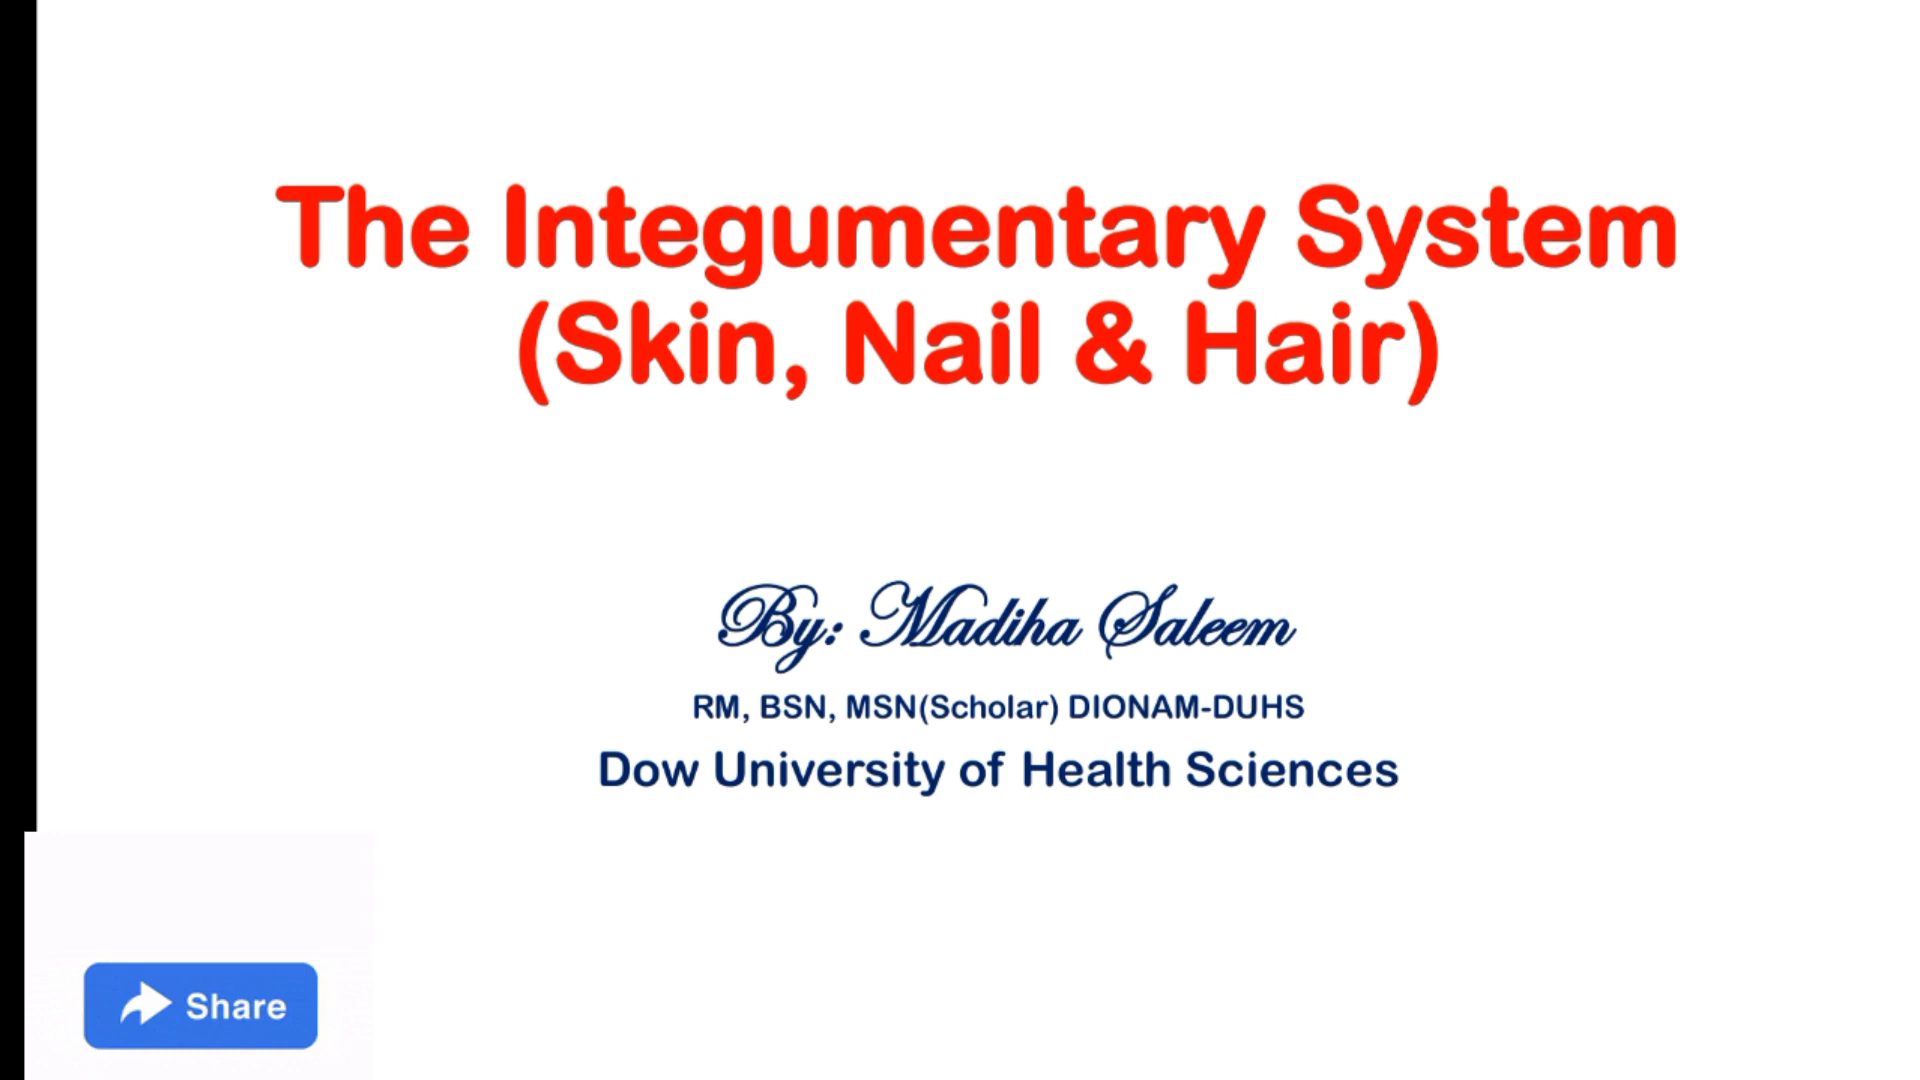 The Integumentary System
(Skin, Nail & Hair)
By: Madiha Saleem
RM, BSN, MSN(Scholar) DIONAM-DUHS
Dow University of Health Sciences
Share